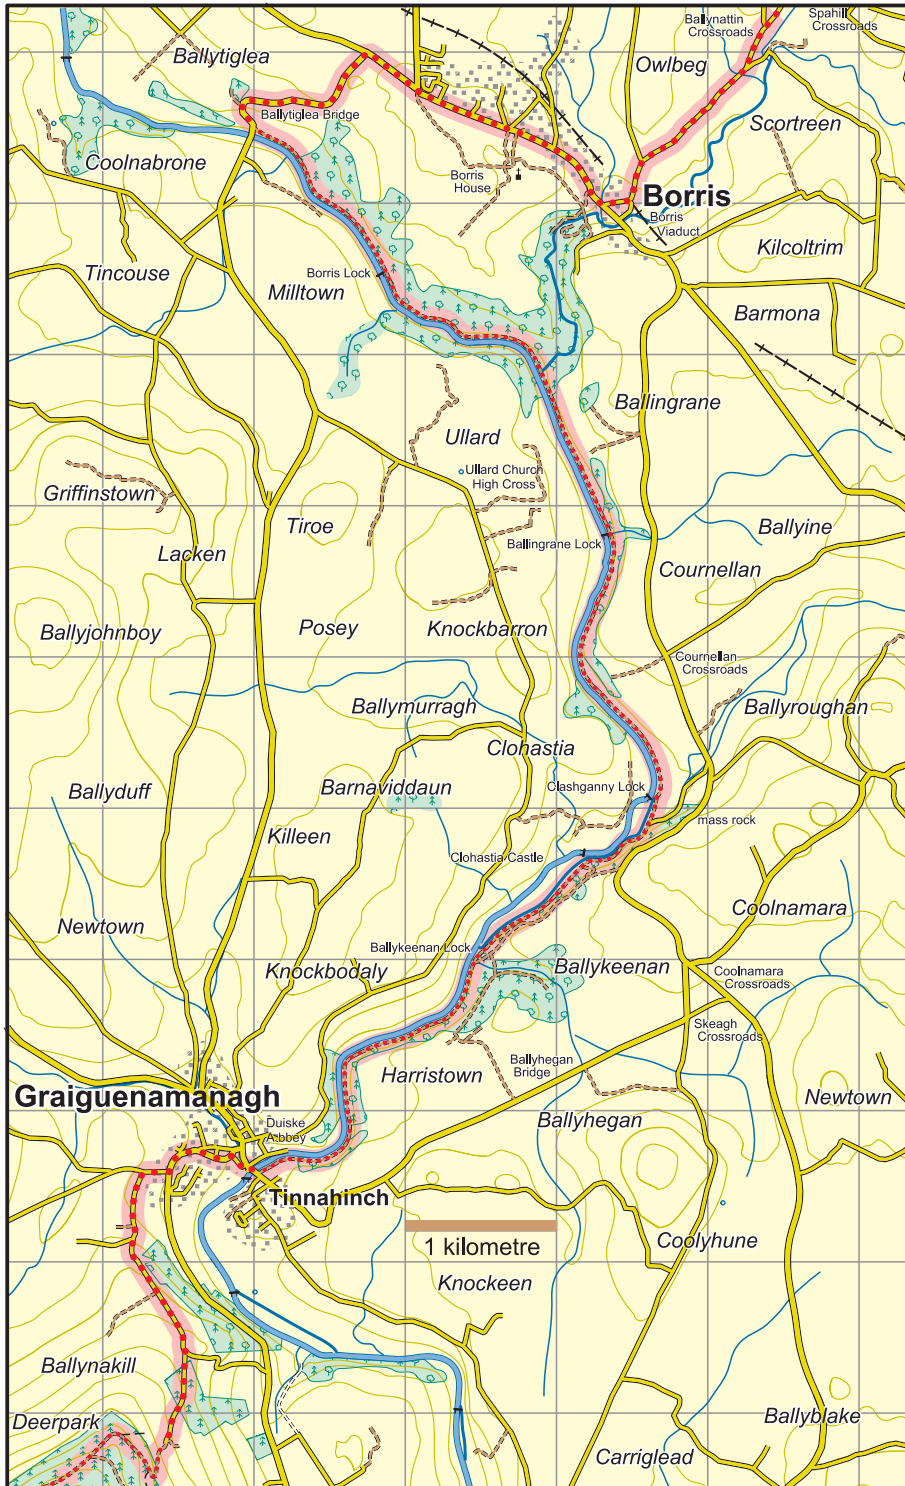 Ballynattin
Crossroads
Spahill
Crossroads
Ballytiglea
Owlbeg
Ballytiglea Bridge
Scortreen
Coolnabrone
Borris
House
Borris
Borris
Viaduct
Kilcoltrim
Tincouse
Borris Lock
Milltown
Barmona
Ballingrane
Ullard
Ullard Church
High Cross
Griffinstown
Tiroe
Ballyine
Lacken
Ballingrane Lock
Cournellan
Ballyjohnboy
Posey
Knockbarron
Cournellan
Crossroads
Ballymurragh
Ballyroughan
Clohastia
Ballyduff
Barnaviddaun
Clashganny Lock
mass rock
Killeen
Clohastia Castle
Coolnamara
Newtown
Ballykeenan Lock
Knockbodaly
Ballykeenan
Coolnamara
Crossroads
Skeagh
Crossroads
Ballyhegan
Bridge
Harristown
Graiguenamanagh
Newtown
Duiske
Abbey
Ballyhegan
Tinnahinch
1 kilometre
Coolyhune
Knockeen
Ballynakill
Deerpark
Ballyblake
Carriglead